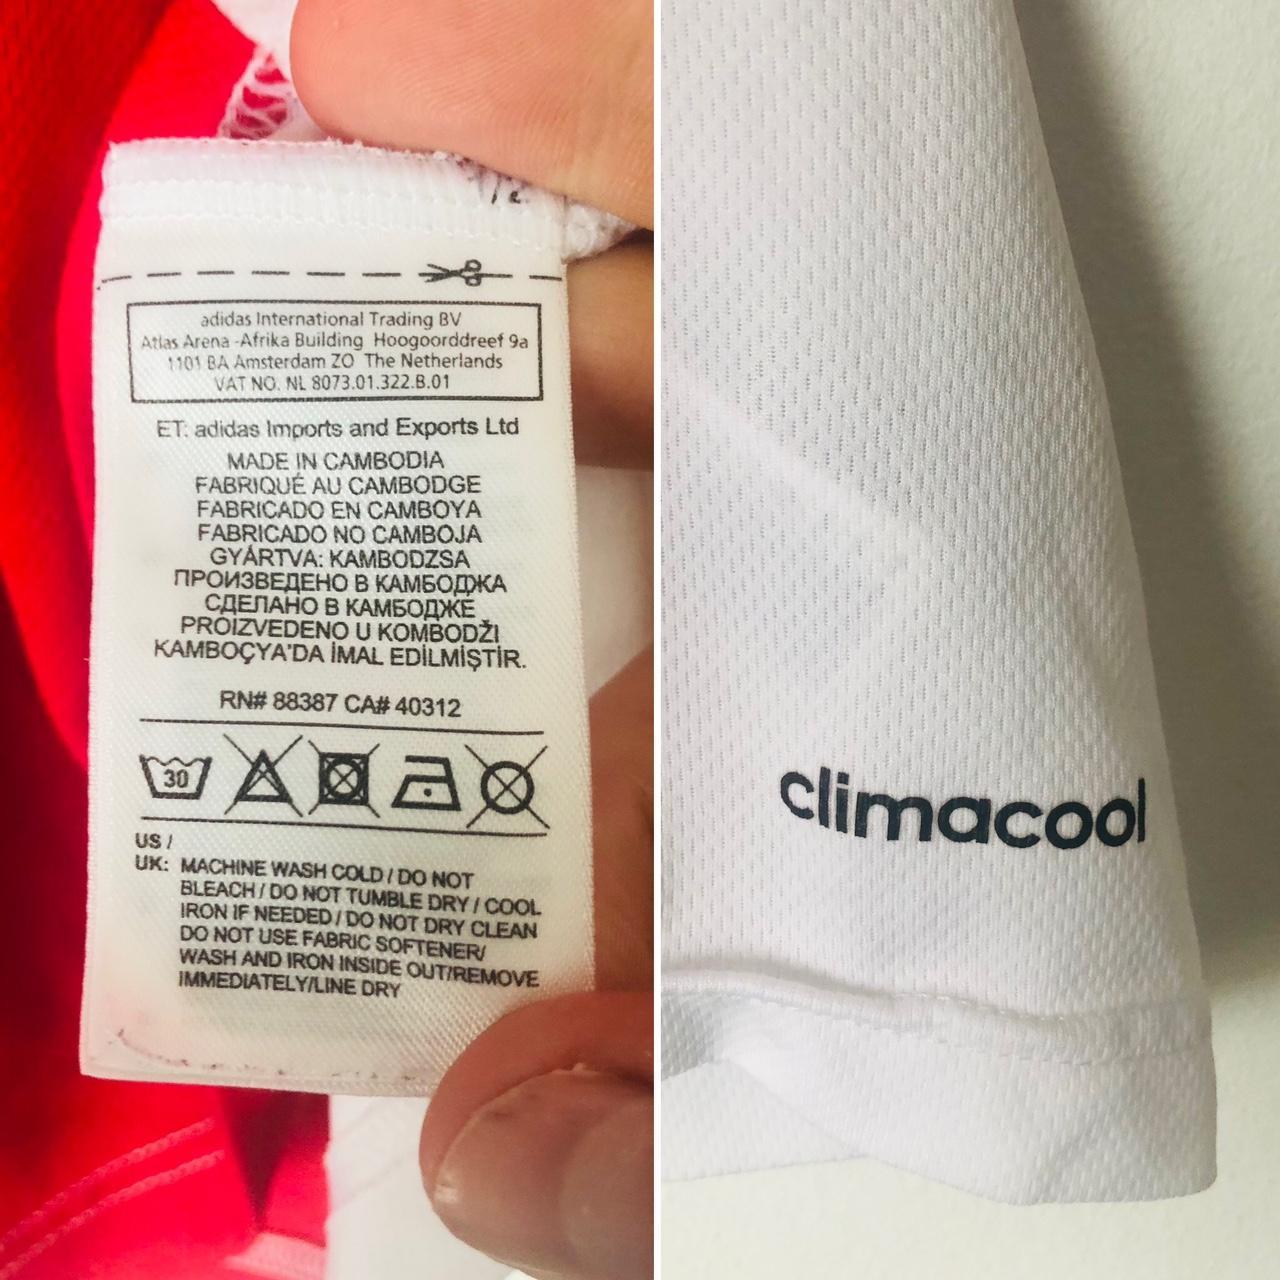 adidas International Trading BV
Atlas Arena -Afrika Building Hoogoorddreef 9a
1101 BA Amsterdam ZO The Netherlands
VAT NO. NL 8073.01.322.B.01
ET: adidas Imports and Exports Ltd
MADE IN CAMBODIA
FABRIQUÉ AU CAMBODGE
FABRICADO EN CAMBOYA
FABRICADO NO CAMBOJA
GYÁRTVA: KAMBODZSA
ПРОИЗВЕДЕНО В КАМБОДЖА
СДЕЛАНО В КАМБОДЖЕ
PROIZVEDENO U KOMBODŽI
KAMBOÇYA'DA İMAL EDİLMİŞTİR.
RN# 88387 CA# 40312
30
US /
UK: MACHINE WASH COLD / DO NOT
BLEACH / DO NOT TUMBLE DRY / COOL
IRON IF NEEDED / DO NOT DRY CLEAN
DO NOT USE FABRIC SOFTENER/
WASH AND IRON INSIDE OUT/REMOVE
IMMEDIATELY/LINE DRY
climacool